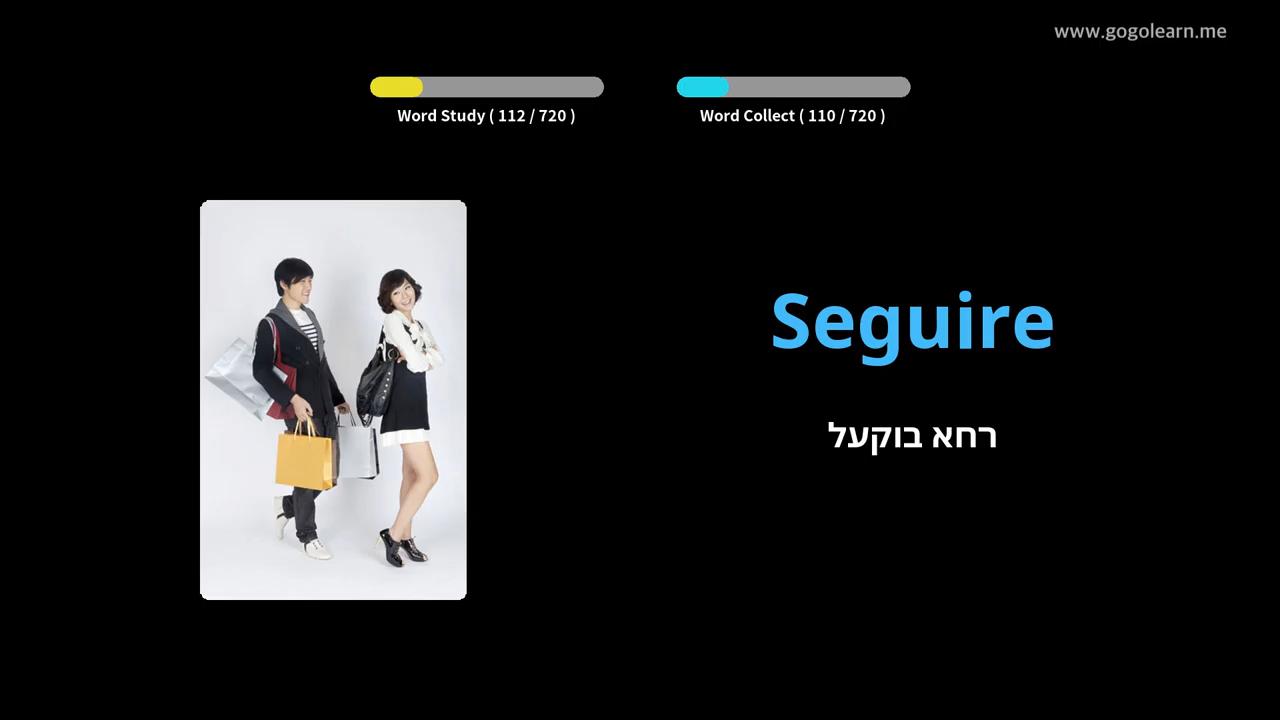 www.gogolearn.me
Word Study ( 112 / 720 )
Word Collect ( 110 / 720 )
Seguire
רחא בוקעל